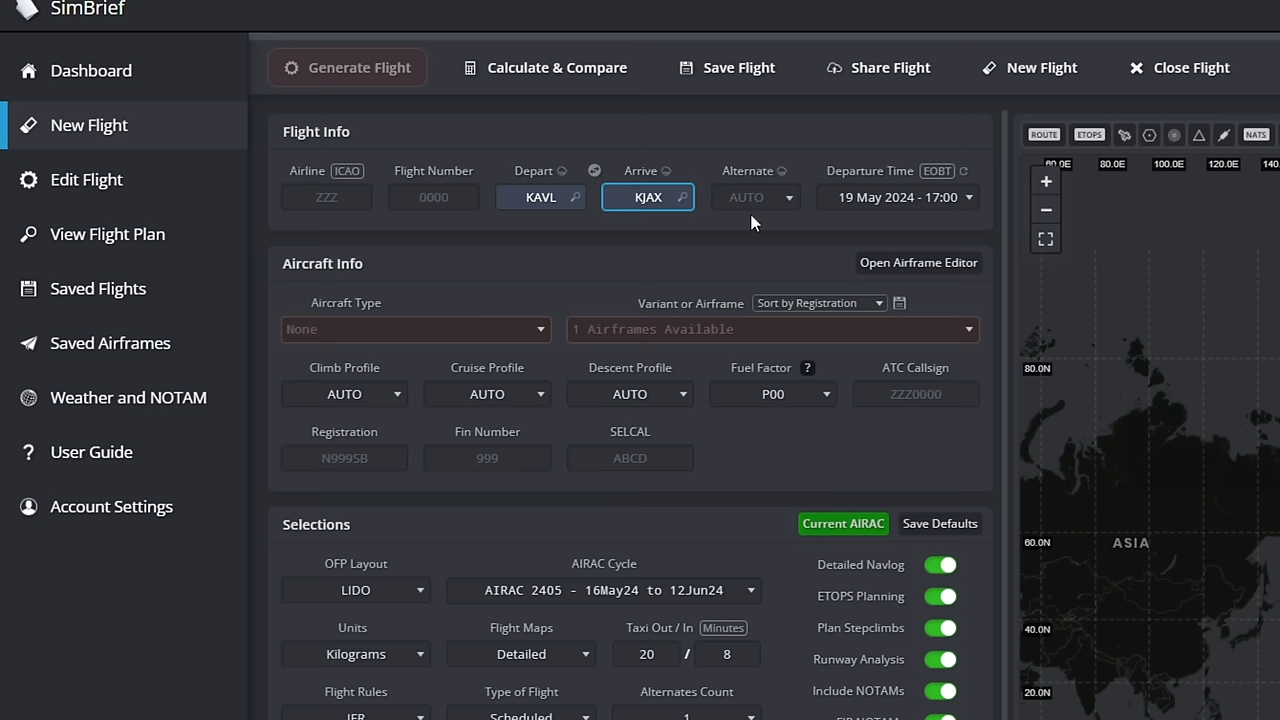 SimBrief
Dashboard
New Flight
Edit Flight
View Flight Plan
Saved Flights
Saved Airframes
Weather and NOTAM
User Guide
Account Settings
Generate Flight
Calculate & Compare
Save Flight
Share Flight
New Flight
Close Flight
Flight Info
Airline ICAO
Flight Number
Depart
Arrive
Alternate
Departure Time EOBT
ZZZ
0000
KAVL
KJAX
AUTO
19 May 2024 - 17:00
Aircraft Info
Open Airframe Editor
Aircraft Type
Variant or Airframe
Sort by Registration
None
1 Airframes Available
Climb Profile
Cruise Profile
Descent Profile
Fuel Factor ?
ATC Callsign
AUTO
AUTO
AUTO
P00
ZZZ0000
Registration
Fin Number
SELCAL
N999SB
999
ABCD
Selections
Current AIRAC
Save Defaults
OFP Layout
AIRAC Cycle
Detailed Navlog
LIDO
AIRAC 2405 - 16May24 to 12Jun24
ETOPS Planning
Units
Flight Maps
Taxi Out / In Minutes
Plan Stepclimbs
Kilograms
Detailed
20 / 8
Runway Analysis
Flight Rules
Type of Flight
Alternates Count
Include NOTAMs
IFR
Scheduled
1
FIR NOTAM
ROUTE
ETOPS
NATS
60.0E
80.0E
100.0E
120.0E
140.
+
−
80.0N
60.0N
ASIA
40.0N
20.0N